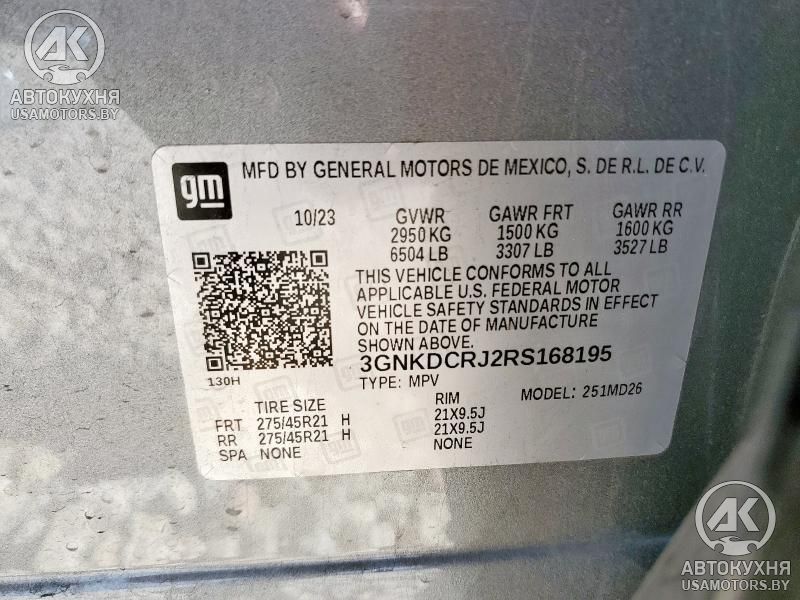 AK
АВТОКУХНЯ
USAMOTORS.BY
gm
MFD BY GENERAL MOTORS DE MEXICO, S. DE R.L. DE C.V.
10/23 GVWR GAWR FRT GAWR RR
2950 KG 1500 KG 1600 KG
6504 LB 3307 LB 3527 LB
THIS VEHICLE CONFORMS TO ALL
APPLICABLE U.S. FEDERAL MOTOR
VEHICLE SAFETY STANDARDS IN EFFECT
ON THE DATE OF MANUFACTURE
SHOWN ABOVE.
3GNKDCRJ2RS168195
130H
TYPE: MPV MODEL: 251MD26
TIRE SIZE RIM
FRT 275/45R21 H 21X9.5J
RR 275/45R21 H 21X9.5J
SPA NONE NONE
AK
АВТОКУХНЯ
USAMOTORS.BY